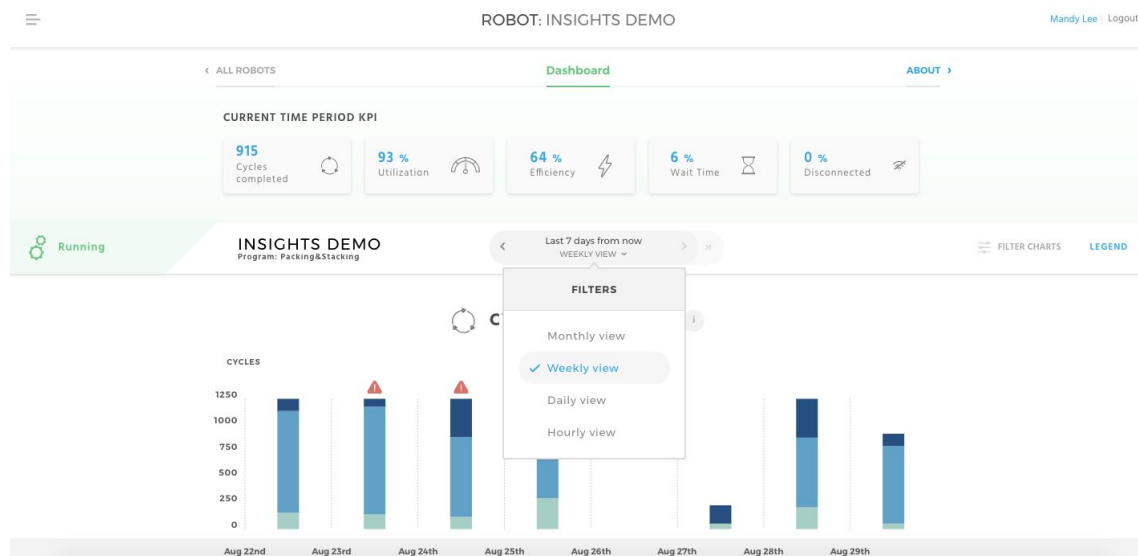 ROBOT: INSIGHTS DEMO
Mandy Lee
Logout
ALL ROBOTS
Dashboard
ABOUT
CURRENT TIME PERIOD KPI
915
Cycles
completed
93 %
Utilization
64 %
Efficiency
6 %
Wait Time
0 %
Disconnected
Running
INSIGHTS DEMO
Program: Packing&Stacking
Last 7 days from now
WEEKLY VIEW
FILTER CHARTS
LEGEND
FILTERS
Monthly view
Weekly view
Daily view
Hourly view
C
i
CYCLES
1250
1000
750
500
250
0
Aug 22nd
Aug 23rd
Aug 24th
Aug 25th
Aug 26th
Aug 27th
Aug 28th
Aug 29th